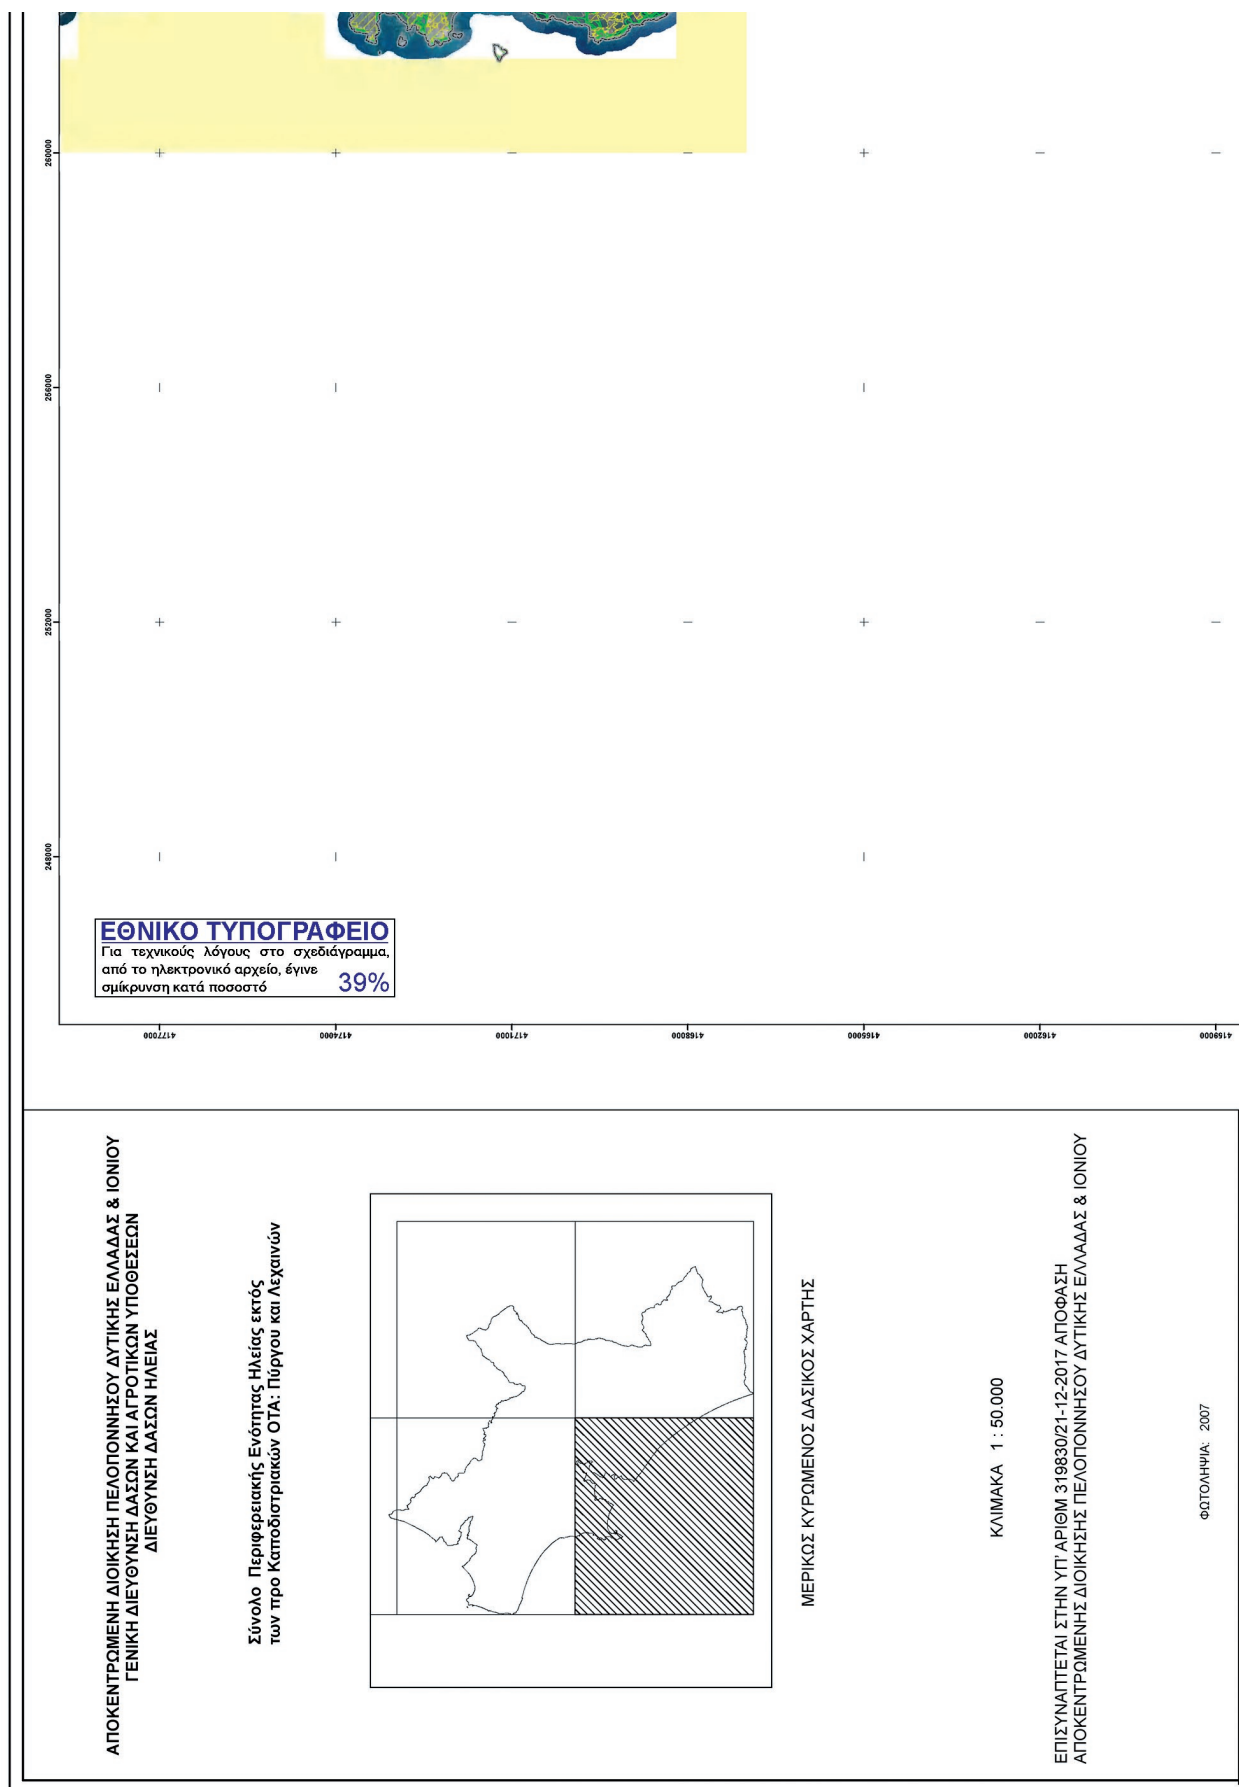 260000
256000
252000
248000
ΕΘΝΙΚΟ ΤΥΠΟΓΡΑΦΕΙΟ
Για τεχνικούς λόγους στο σχεδιάγραμμα,
από το ηλεκτρονικό αρχείο, έγινε
σμίκρυνση κατά ποσοστό 39%
4177000
4174000
4171000
4168000
4165000
4162000
4159000
ΑΠΟΚΕΝΤΡΩΜΕΝΗ ΔΙΟΙΚΗΣΗ ΠΕΛΟΠΟΝΝΗΣΟΥ ΔΥΤΙΚΗΣ ΕΛΛΑΔΑΣ & ΙΟΝΙΟΥ
ΓΕΝΙΚΗ ΔΙΕΥΘΥΝΣΗ ΔΑΣΩΝ ΚΑΙ ΑΓΡΟΤΙΚΩΝ ΥΠΟΘΕΣΕΩΝ
ΔΙΕΥΘΥΝΣΗ ΔΑΣΩΝ ΗΛΕΙΑΣ
Σύνολο Περιφερειακής Ενότητας Ηλείας εκτός
των προ Καποδιστριακών ΟΤΑ: Πύργου και Λεχαινών
ΜΕΡΙΚΩΣ ΚΥΡΩΜΕΝΟΣ ΔΑΣΙΚΟΣ ΧΑΡΤΗΣ
ΚΛΙΜΑΚΑ 1 : 50.000
ΕΠΙΣΥΝΑΠΤΕΤΑΙ ΣΤΗΝ ΥΠ' ΑΡΙΘΜ 319830/21-12-2017 ΑΠΟΦΑΣΗ
ΑΠΟΚΕΝΤΡΩΜΕΝΗΣ ΔΙΟΙΚΗΣΗΣ ΠΕΛΟΠΟΝΝΗΣΟΥ ΔΥΤΙΚΗΣ ΕΛΛΑΔΑΣ & ΙΟΝΙΟΥ
ΦΩΤΟΛΗΨΙΑ: 2007